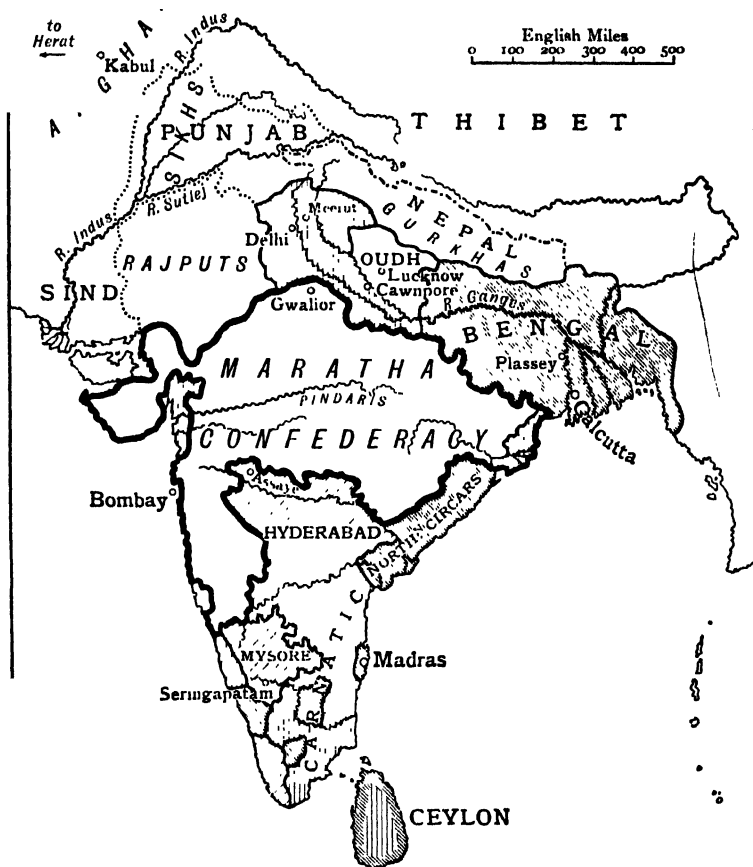 to
Herat
English Miles
0 100 200 300 400 500
A F G H A
R. Indus
Kabul
SIKHS
PUNJAB
THIBET
R. Sutlej
R. Indus
NEPAL
GURKHAS
Meerut
Delhi
RAJPUTS
OUDH
Lucknow
Cawnpore
SIND
Gwalior
R. Ganges
BENGAL
Plassey
MARATHA
PINDARIS
Calcutta
CONFEDERACY
Assaye
Bombay
HYDERABAD
NORTHN CIRCARS
CARNATIC
MYSORE
Madras
Seringapatam
CEYLON